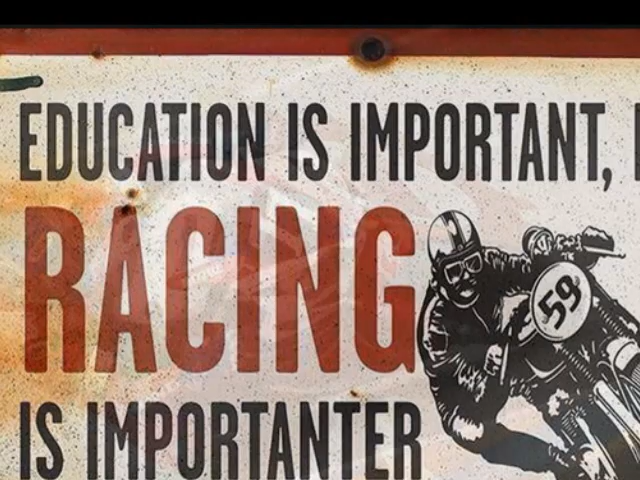 EDUCATION IS IMPORTANT,
RACING
59
IS IMPORTANTER